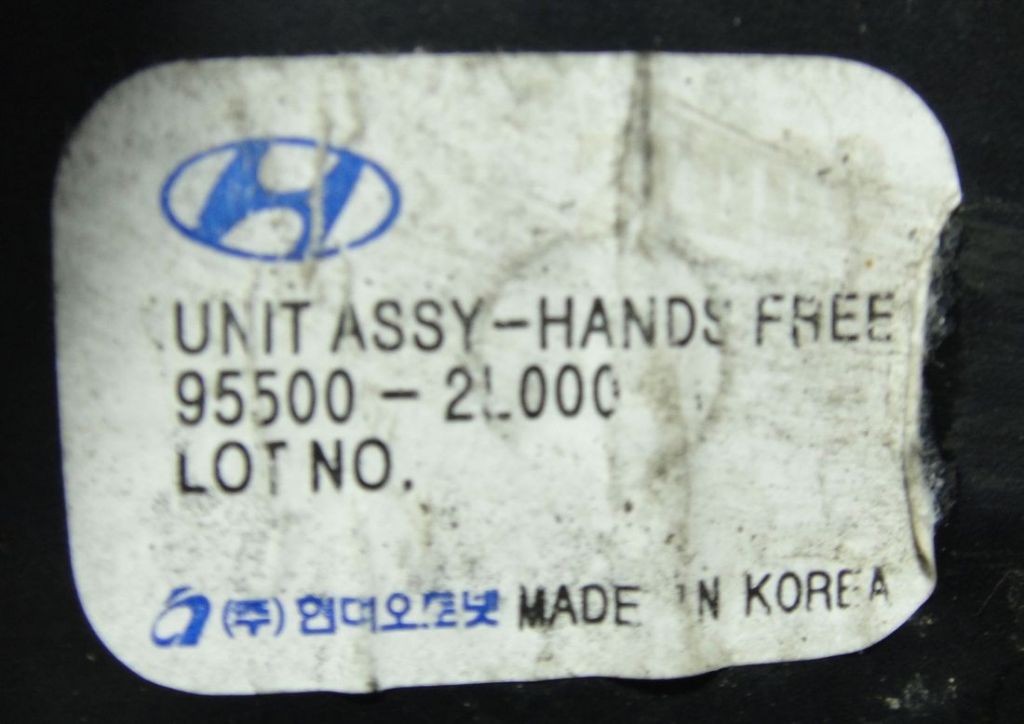 UNIT ASSY-HANDS FREE
95500 - 2L000
LOT NO.
(주) 현대오토넷 MADE IN KOREA